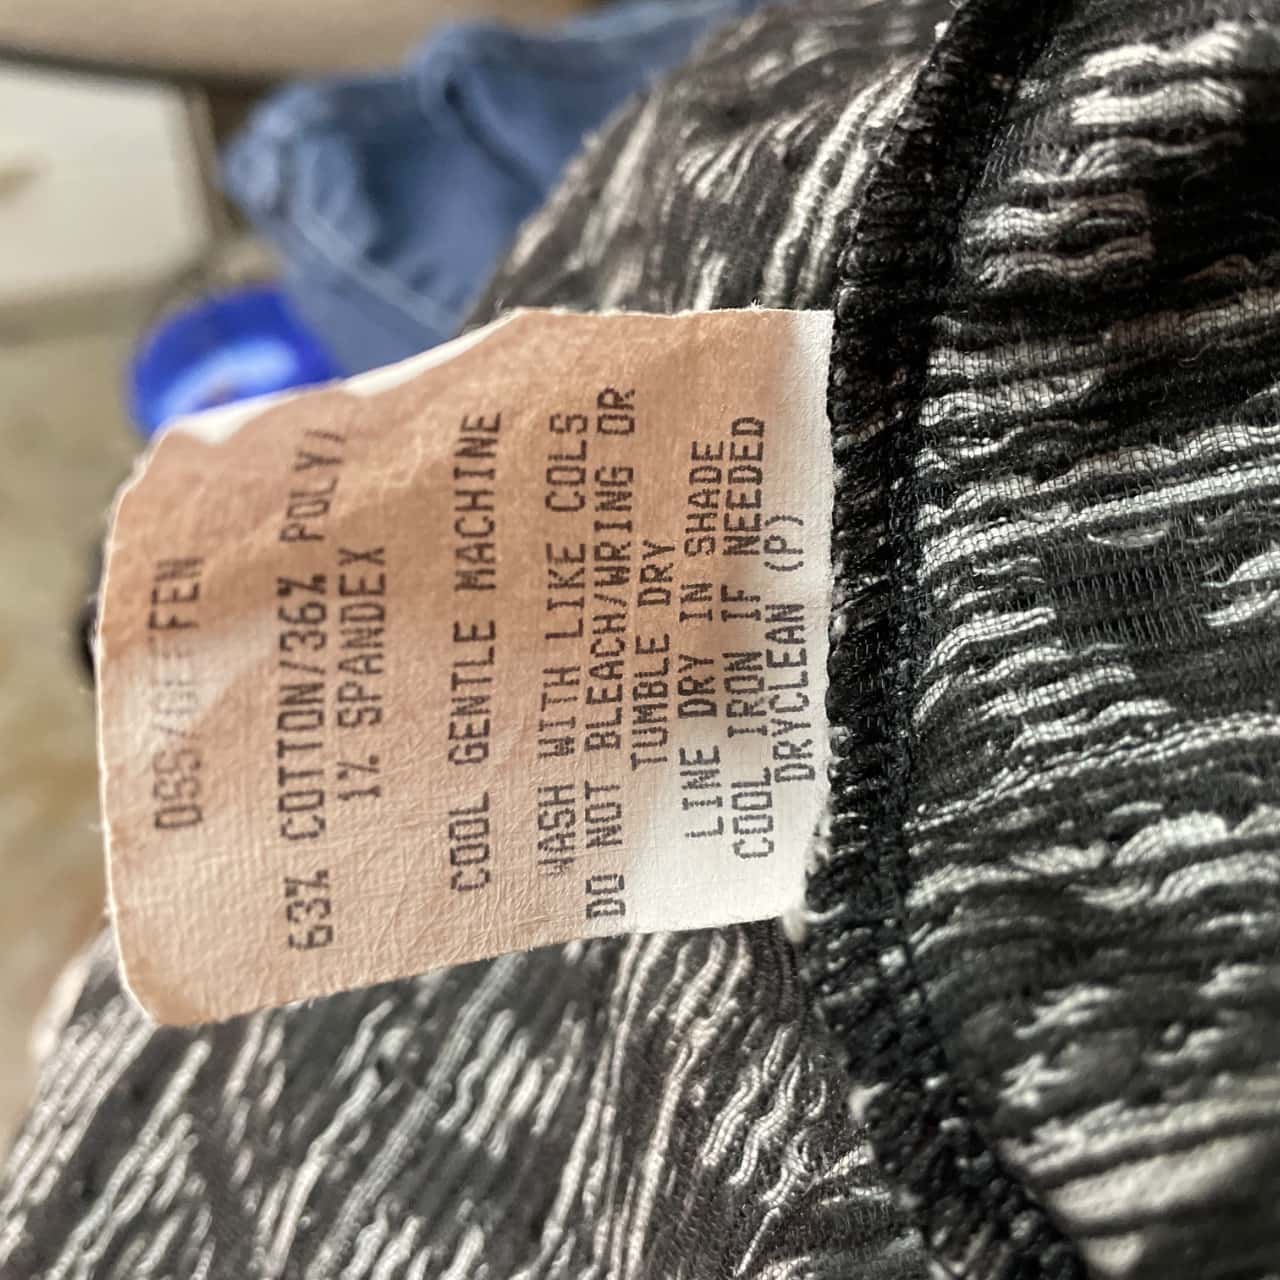 63% COTTON/36% POLY/
1% SPANDEX
COOL GENTLE MACHINE
WASH WITH LIKE COLS
DO NOT BLEACH/WRING OR
TUMBLE DRY
LINE DRY IN SHADE
COOL IRON IF NEEDED
DRYCLEAN (P)